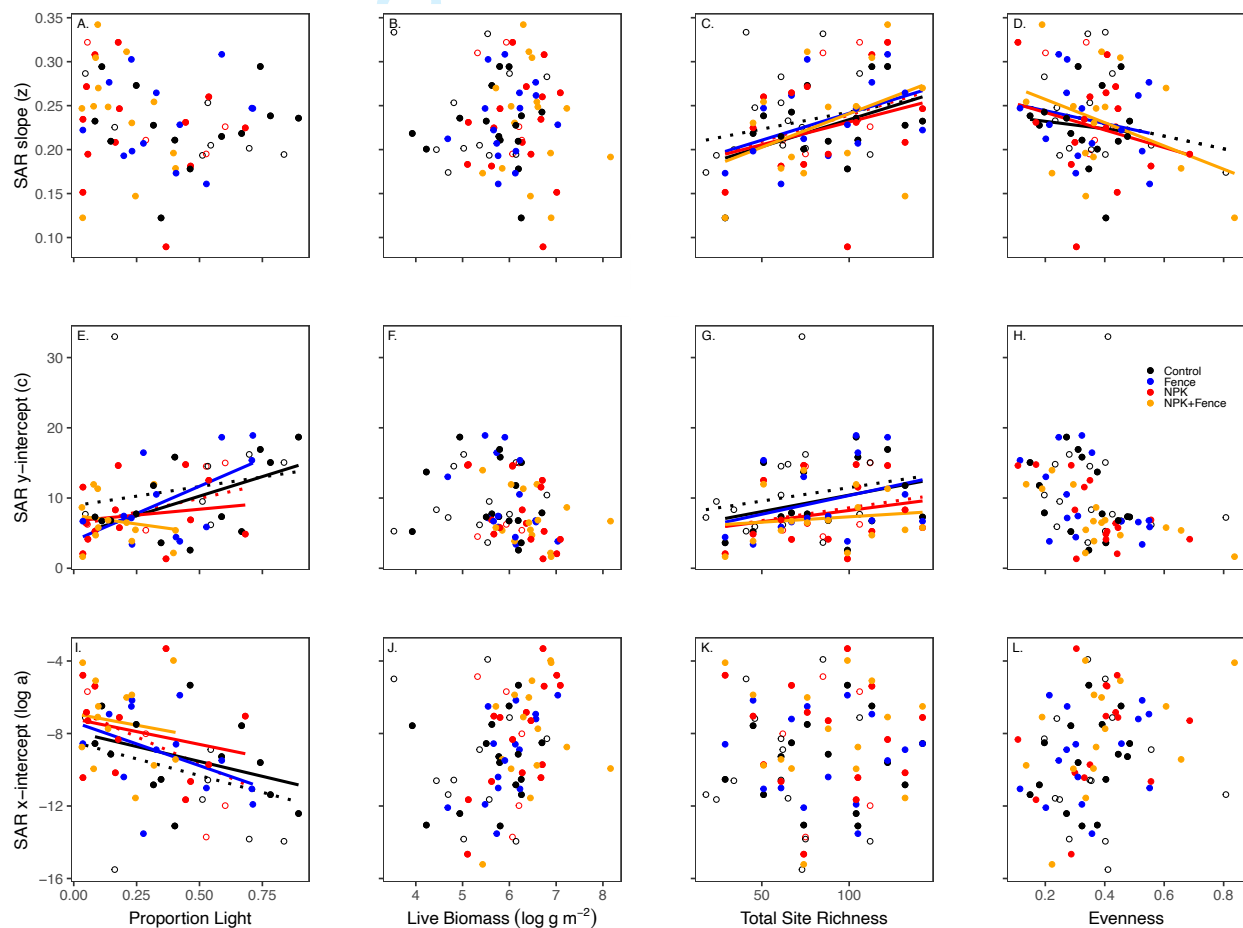 A.
B.
C.
D.
SAR slope (z)
0.35
0.30
0.25
0.20
0.15
0.10
E.
F.
G.
H.
SAR y−intercept (c)
30
20
10
0
Control
Fence
NPK
NPK+Fence
I.
J.
K.
L.
SAR x−intercept (log a)
−4
−8
−12
−16
0.00 0.25 0.50 0.75
4 5 6 7 8
50 100
0.2 0.4 0.6 0.8
Proportion Light
Live Biomass (log g m⁻²)
Total Site Richness
Evenness